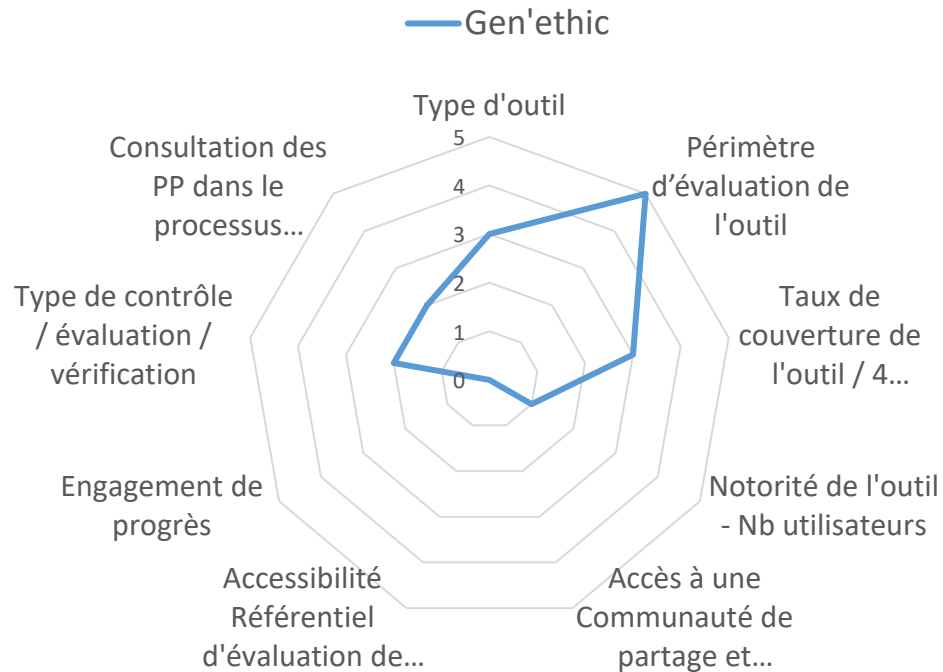 Gen'ethic
Type d'outil
Périmètre
d’évaluation de
l'outil
Taux de
couverture de
l'outil / 4...
Notorité de l'outil
- Nb utilisateurs
Accès à une
Communauté de
partage et...
Accessibilité
Référentiel
d'évaluation de...
Engagement de
progrès
Type de contrôle
/ évaluation /
vérification
Consultation des
PP dans le
processus...
5
4
3
2
1
0